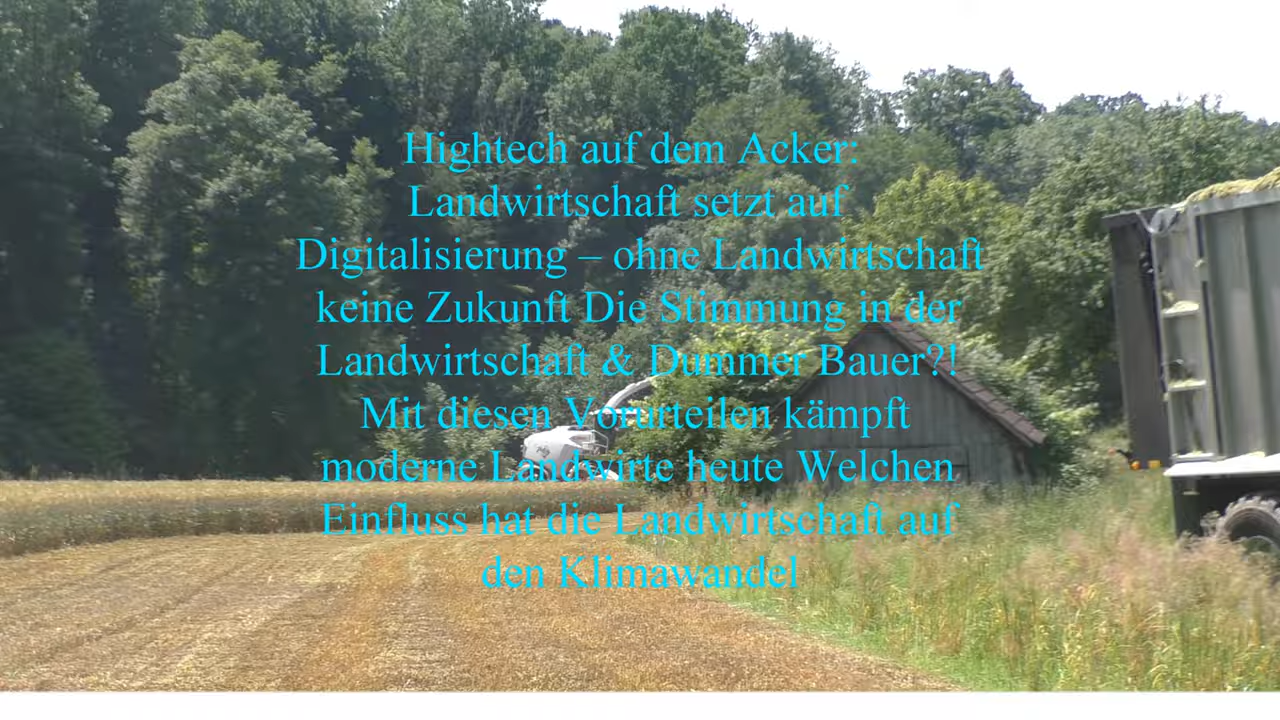 Hightech auf dem Acker:
Landwirtschaft setzt auf
Digitalisierung – ohne Landwirtschaft
keine Zukunft Die Stimmung in der
Landwirtschaft & Dummer Bauer?!
Mit diesen Vorurteilen kämpft
moderne Landwirte heute Welchen
Einfluss hat die Landwirtschaft auf
den Klimawandel